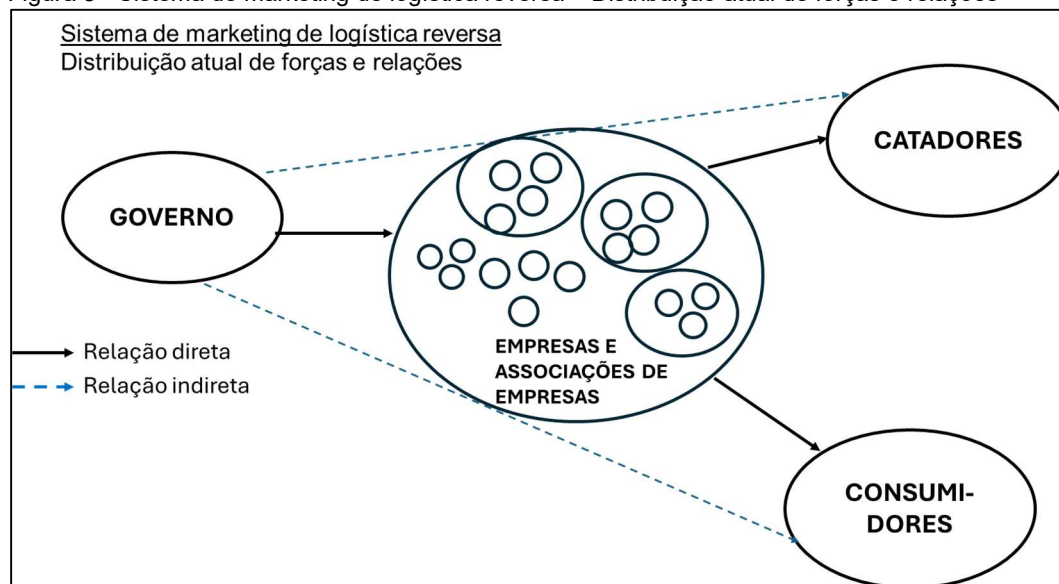 Sistema de marketing de logística reversa
Distribuição atual de forças e relações
CATADORES
GOVERNO
EMPRESAS E
ASSOCIAÇÕES DE
EMPRESAS
Relação direta
Relação indireta
CONSUMI-
DORES